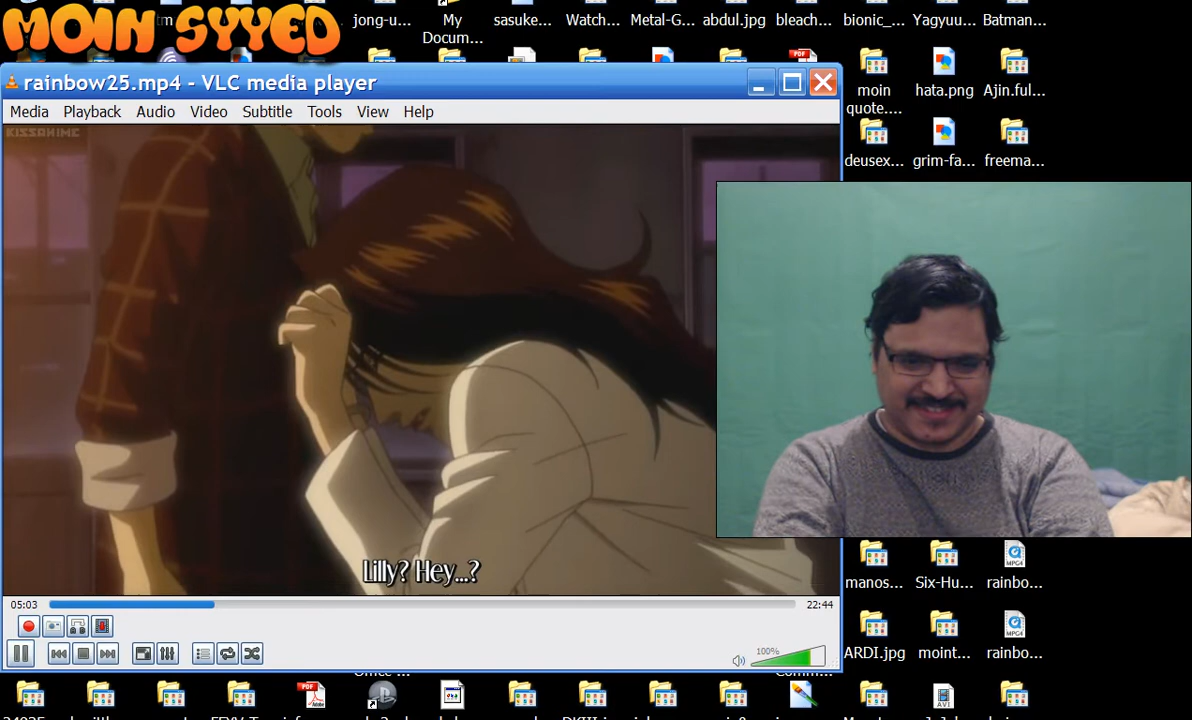 jong-u...
My
Docum...
sasuke...
Watch...
Metal-G...
abdul.jpg
bleach...
bionic_...
Yagyuu...
Batman...
MOIN SYYED
rainbow25.mp4 - VLC media player
Media Playback Audio Video Subtitle Tools View Help
KISSANIME
moin
quote....
hata.png
Ajin.ful...
deusex...
grim-fa...
freema...
Lilly? Hey...?
05:03
22:44
100%
manos...
Six-Hu...
rainbo...
ARDI.jpg
moint...
rainbo...